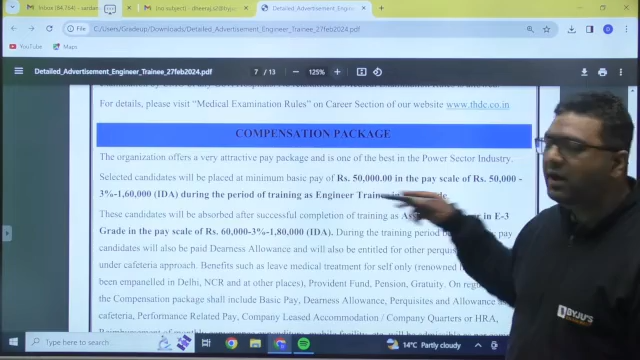 Inbox (84,154) - aardam
(no subject) - dheeraj.s@byju
Detailed_Advertisement_Engine
File
C:/Users/Gradeup/Downloads/Detailed_Advertisement_Engineer_Trainee_27feb2024.pdf
YouTube
Maps
Detailed_Advertisement_Engineer_Trainee_27feb2024.pdf
7 / 13
125%
For details, please visit "Medical Examination Rules" on Career Section of our website www.thdc.co.in
COMPENSATION PACKAGE
The organization offers a very attractive pay package and is one of the best in the Power Sector Industry.
Selected candidates will be placed at minimum basic pay of Rs. 50,000.00 in the pay scale of Rs. 50,000 -
3%-1,60,000 (IDA) during the period of training as Engineer Trainee
These candidates will be absorbed after successful completion of training as in E-3
Grade in the pay scale of Rs. 60,000-3%-1,80,000 (IDA). During the training period pay
candidates will also be paid Dearness Allowance and will also be entitled for other perquis
under cafeteria approach. Benefits such as leave medical treatment for self only (renowned
been empanelled in Delhi, NCR and at other places), Provident Fund, Pension, Gratuity. On reg
the Compensation package shall include Basic Pay, Dearness Allowance, Perquisites and Allowance
cafeteria, Performance Related Pay, Company Leased Accommodation / Company Quarters or HRA,
Type here to search
14°C Partly cloudy
BYJU'S